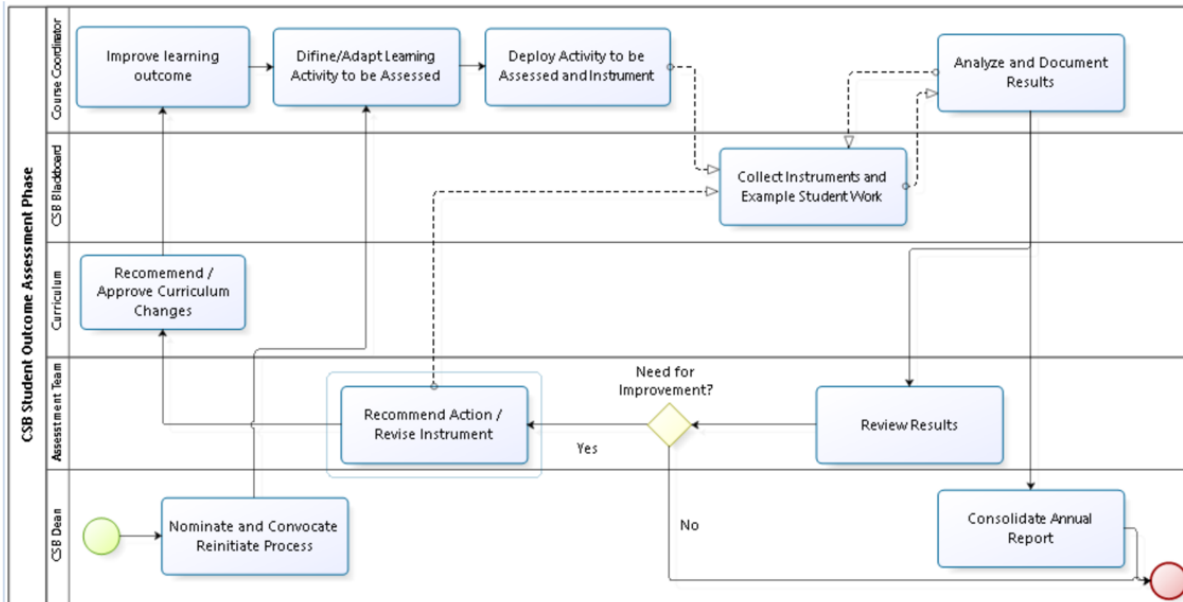 CSB Student Outcome Assessment Phase
Course Coordinator
Improve learning
outcome
Difine/Adapt Learning
Activity to be Assessed
Deploy Activity to be
Assessed and Instrument
Analyze and Document
Results
CSB Blackboard
Collect Instruments and
Example Student Work
Curriculum
Recomemend /
Approve Curriculum
Changes
Assesstment Team
Recommend Action /
Revise Instrument
Yes
Need for
Improvement?
Review Results
CSB Dean
Nominate and Convocate
Reinitiate Process
No
Consolidate Annual
Report